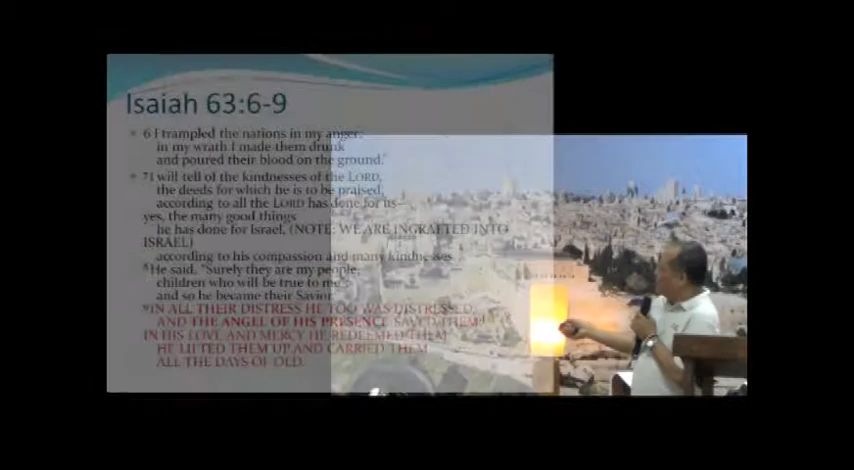 Isaiah 63:6-9
6 I trampled the nations in my anger;
in my wrath I made them drunk
and poured their blood on the ground."
7 I will tell of the kindnesses of the LORD,
the deeds for which he is to be praised,
according to all the LORD has done for us—
yes, the many good things
he has done for Israel, (NOTE: WE ARE INGRAFTED INTO
ISRAEL)
according to his compassion and many kindnesses.
8 He said, "Surely they are my people,
children who will be true to me";
and so he became their Savior.
9 IN ALL THEIR DISTRESS HE TOO WAS DISTRESSED,
AND THE ANGEL OF HIS PRESENCE SAVED THEM.
IN HIS LOVE AND MERCY HE REDEEMED THEM;
HE LIFTED THEM UP AND CARRIED THEM
ALL THE DAYS OF OLD.